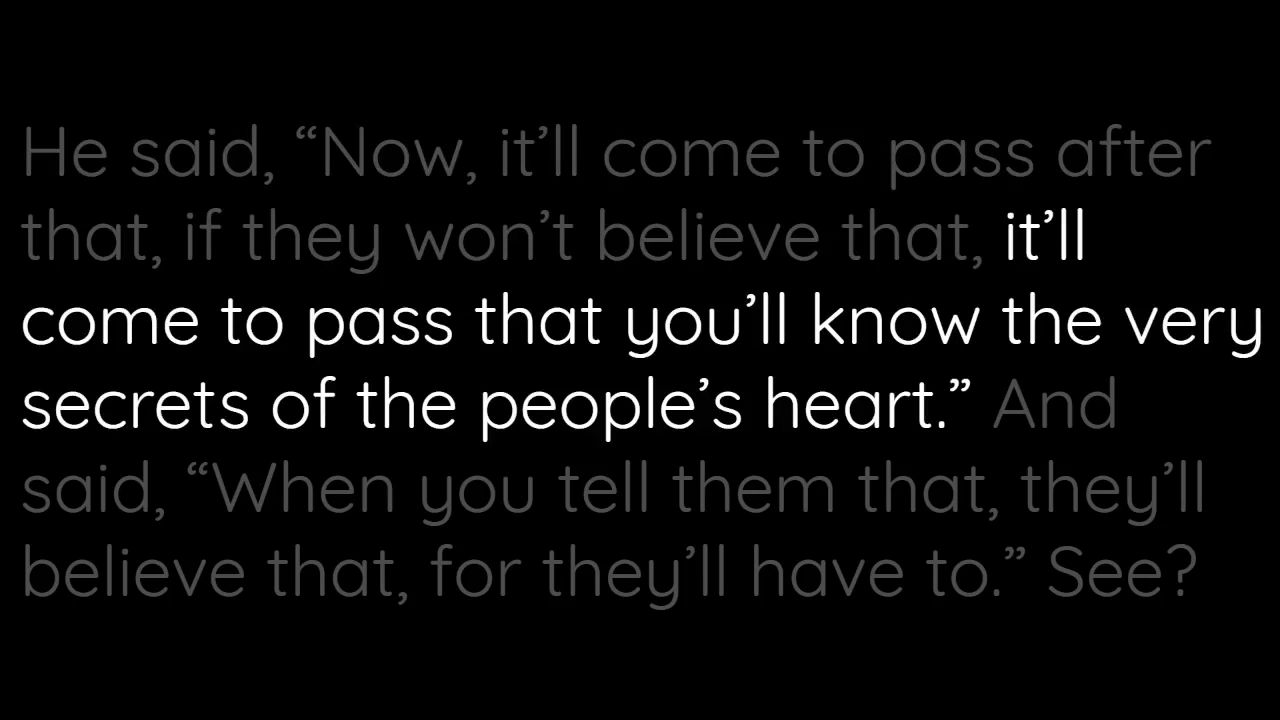 He said, “Now, it’ll come to pass after
that, if they won’t believe that, it’ll
come to pass that you’ll know the very
secrets of the people’s heart.” And
said, “When you tell them that, they’ll
believe that, for they’ll have to.” See?